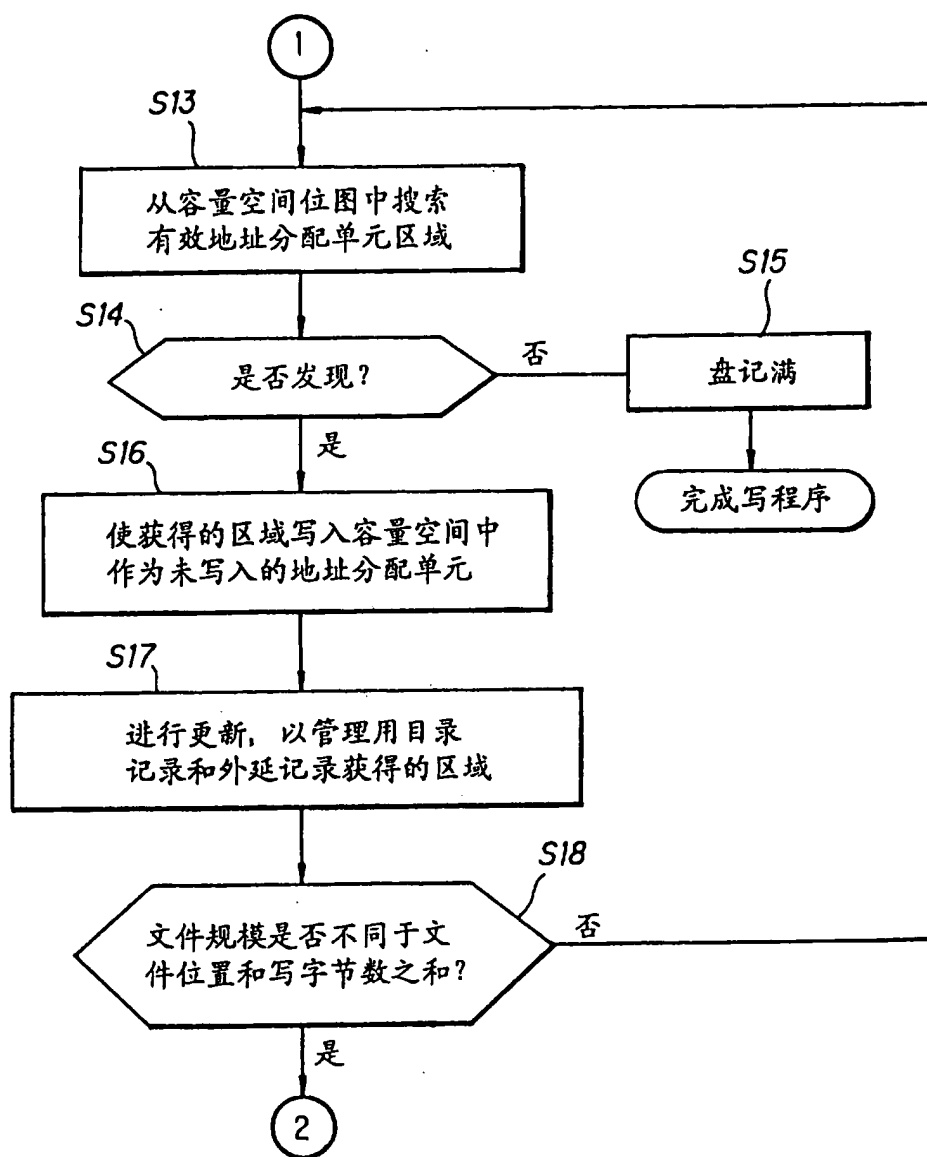 1
S13
从容量空间位图中搜索
有效地址分配单元区域
S14
是否发现?
否
S15
盘记满
完成写程序
是
S16
使获得的区域写入容量空间中
作为未写入的地址分配单元
S17
进行更新, 以管理用目录
记录和外延记录获得的区域
S18
文件规模是否不同于文
件位置和写字节数之和?
否
是
2